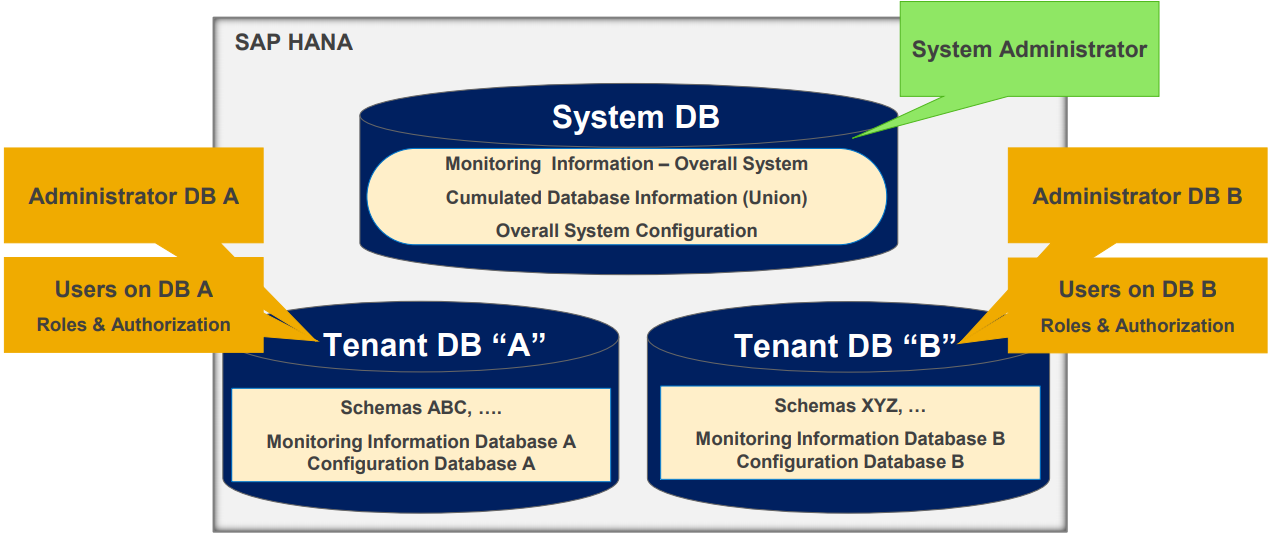 SAP HANA
System Administrator
System DB
Monitoring Information – Overall System
Cumulated Database Information (Union)
Overall System Configuration
Administrator DB A
Users on DB A
Roles & Authorization
Administrator DB B
Users on DB B
Roles & Authorization
Tenant DB “A”
Schemas ABC, ….
Monitoring Information Database A
Configuration Database A
Tenant DB “B”
Schemas XYZ, …
Monitoring Information Database B
Configuration Database B